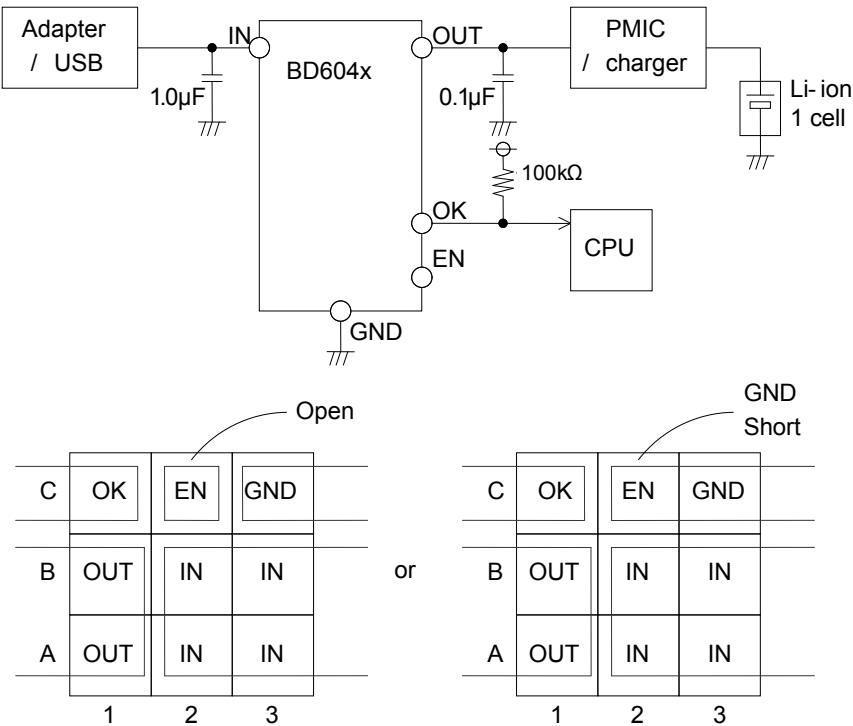 Adapter
/ USB
IN
BD604x
OUT
PMIC
/ charger
1.0µF
0.1µF
Li- ion
1 cell
100kΩ
OK
CPU
EN
GND
Open
GND
Short
C OK EN GND
B OUT IN IN
A OUT IN IN
1 2 3
or
C OK EN GND
B OUT IN IN
A OUT IN IN
1 2 3